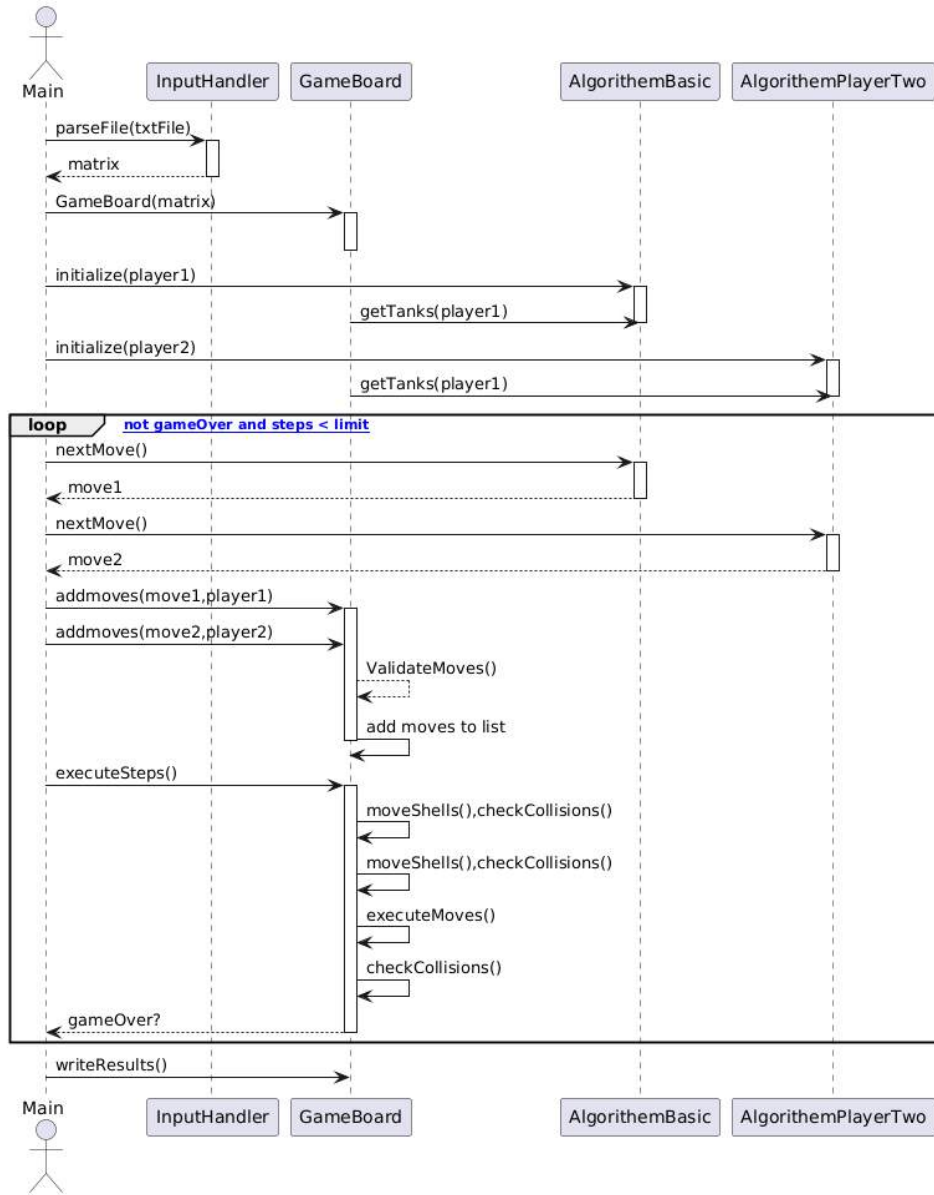 Main
InputHandler
GameBoard
AlgorithemBasic
AlgorithemPlayerTwo
parseFile(txtFile)
matrix
GameBoard(matrix)
initialize(player1)
getTanks(player1)
initialize(player2)
getTanks(player1)
loop
not gameOver and steps < limit
nextMove()
move1
nextMove()
move2
addmoves(move1,player1)
addmoves(move2,player2)
ValidateMoves()
add moves to list
executeSteps()
moveShells(),checkCollisions()
moveShells(),checkCollisions()
executeMoves()
checkCollisions()
gameOver?
writeResults()
Main
InputHandler
GameBoard
AlgorithemBasic
AlgorithemPlayerTwo